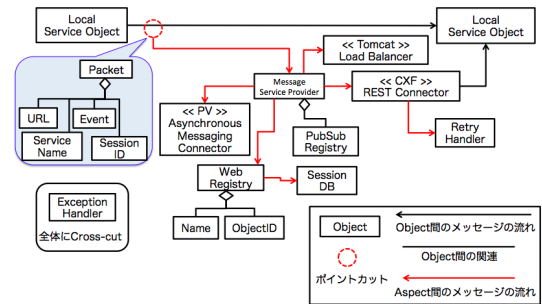 Local
Service Object
Local
Service Object
<< Tomcat >>
Load Balancer
Packet
Message
Service Provider
<< CXF >>
REST Connector
URL
Event
Service
Name
Session
ID
<< PV >>
Asynchronous
Messaging
Connector
PubSub
Registry
Retry
Handler
Web
Registry
Session
DB
Exception
Handler
全体にCross-cut
Name
ObjectID
Object
Object間のメッセージの流れ
Object間の関連
ポイントカット
Aspect間のメッセージの流れ